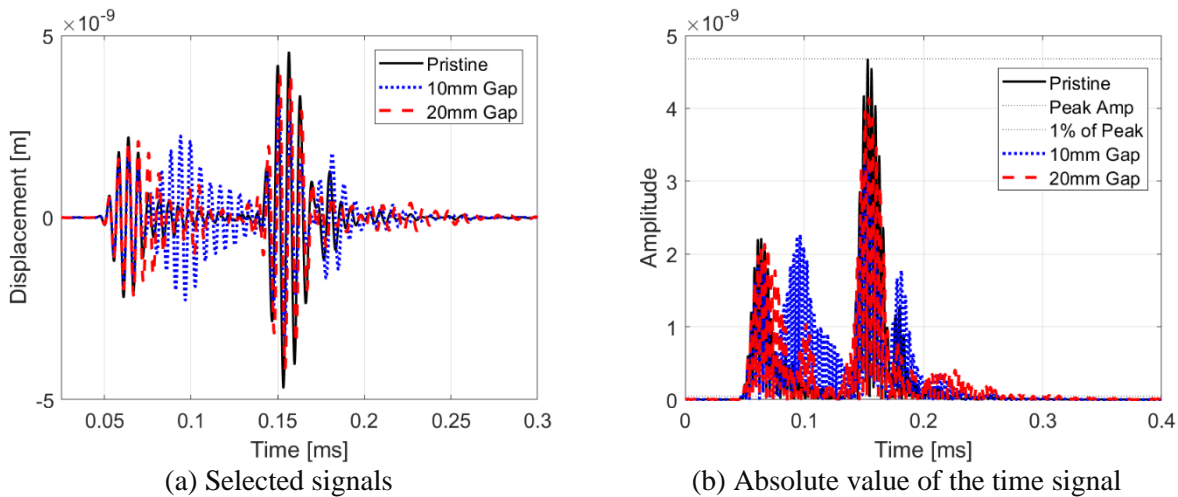 ×10-9
5
0
-5
Displacement [m]
0.05 0.1 0.15 0.2 0.25 0.3
Time [ms]
Pristine
10mm Gap
20mm Gap
(a) Selected signals
×10-9
5
4
3
2
1
0
Amplitude
0 0.1 0.2 0.3 0.4
Time [ms]
Pristine
Peak Amp
1% of Peak
10mm Gap
20mm Gap
(b) Absolute value of the time signal